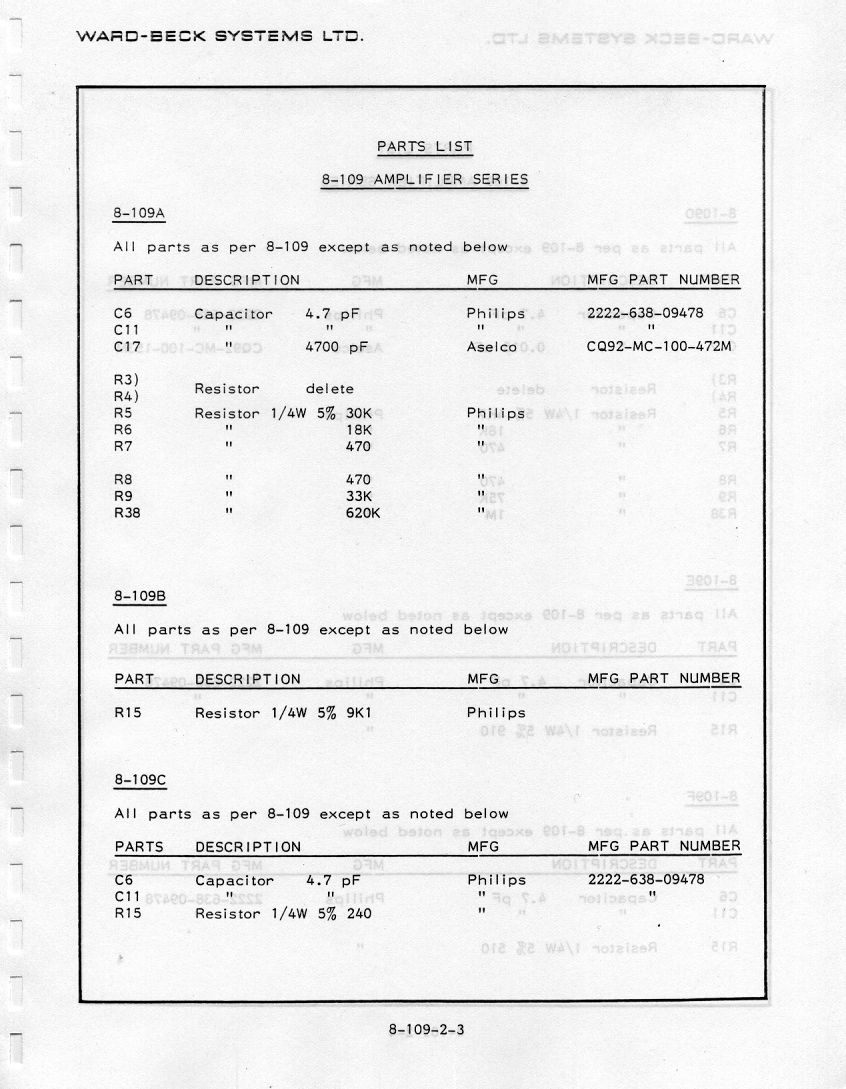 WARD-BECK SYSTEMS LTD.
PARTS LIST
8-109 AMPLIFIER SERIES
8-109A
All parts as per 8-109 except as noted below
PART DESCRIPTION MFG MFG PART NUMBER
C6 Capacitor 4.7 pF Philips 2222-638-09478
C11 " " " "
C17 " 4700 pF Aselco CQ92-MC-100-472M
R3)
R4) Resistor delete
R5 Resistor 1/4W 5% 30K Philips
R6 " 18K "
R7 " 470 "
R8 " 470 "
R9 " 33K "
R38 " 620K "
8-109B
All parts as per 8-109 except as noted below
PART DESCRIPTION MFG MFG PART NUMBER
R15 Resistor 1/4W 5% 9K1 Philips
8-109C
All parts as per 8-109 except as noted below
PARTS DESCRIPTION MFG MFG PART NUMBER
C6 Capacitor 4.7 pF Philips 2222-638-09478
C11 " " " "
R15 Resistor 1/4W 5% 240 "
8-109-2-3